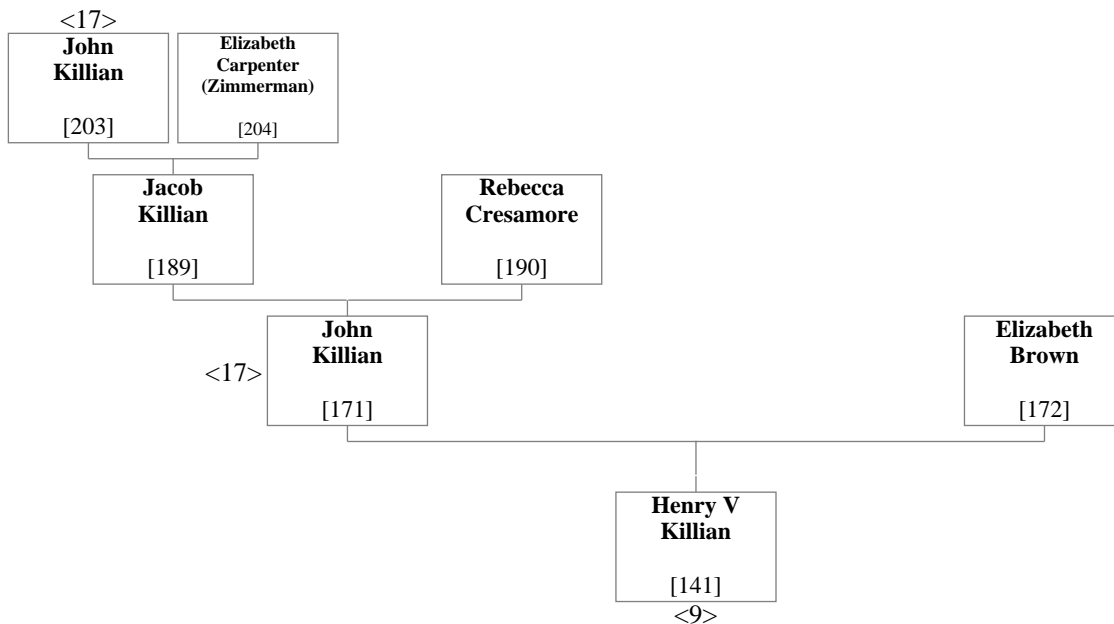 <17>
John
Killian
[203]
Elizabeth
Carpenter
(Zimmerman)
[204]
Jacob
Killian
[189]
Rebecca
Cresamore
[190]
<17>
John
Killian
[171]
Elizabeth
Brown
[172]
Henry V
Killian
[141]
<9>